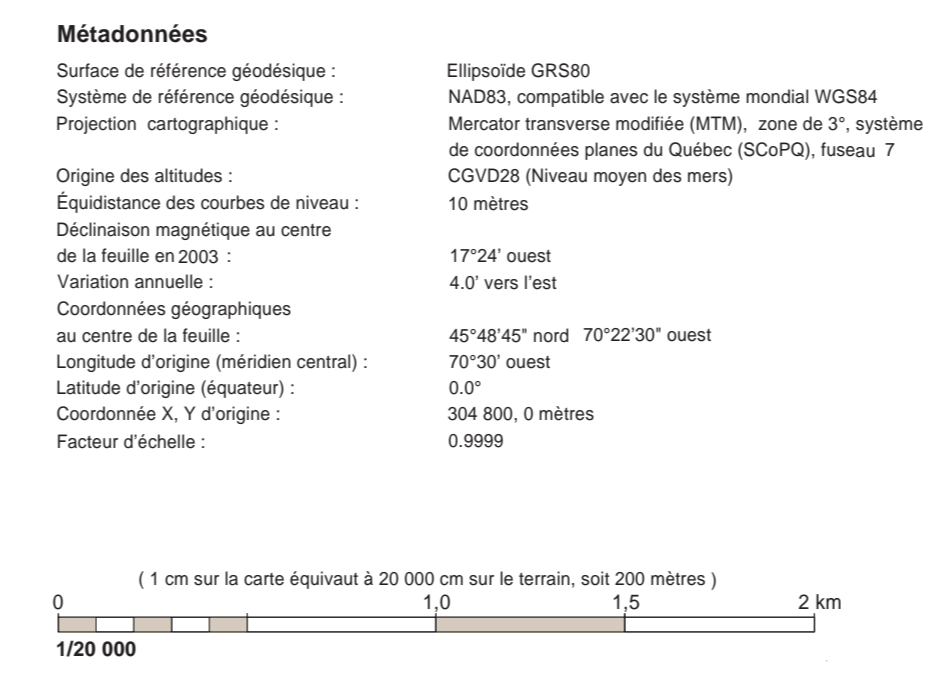 Métadonnées
Surface de référence géodésique : Ellipsoïde GRS80
Système de référence géodésique : NAD83, compatible avec le système mondial WGS84
Projection cartographique : Mercator transverse modifiée (MTM), zone de 3°, système
de coordonnées planes du Québec (SCoPQ), fuseau 7
Origine des altitudes : CGVD28 (Niveau moyen des mers)
Équidistance des courbes de niveau : 10 mètres
Déclinaison magnétique au centre
de la feuille en 2003 : 17°24' ouest
Variation annuelle : 4.0' vers l'est
Coordonnées géographiques
au centre de la feuille : 45°48'45" nord 70°22'30" ouest
Longitude d'origine (méridien central) : 70°30' ouest
Latitude d'origine (équateur) : 0.0°
Coordonnée X, Y d'origine : 304 800, 0 mètres
Facteur d'échelle : 0.9999
( 1 cm sur la carte équivaut à 20 000 cm sur le terrain, soit 200 mètres )
0 1,0 1,5 2 km
1/20 000